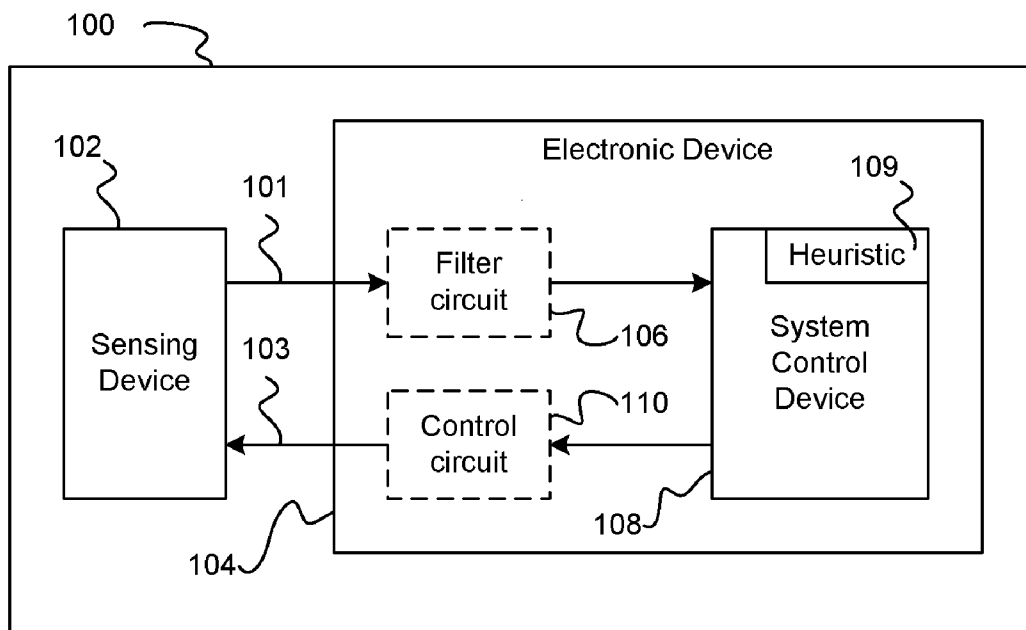 100
102
101
Electronic Device
109
Filter
circuit
Heuristic
106
Sensing
Device
103
System
Control
Device
110
Control
circuit
108
104